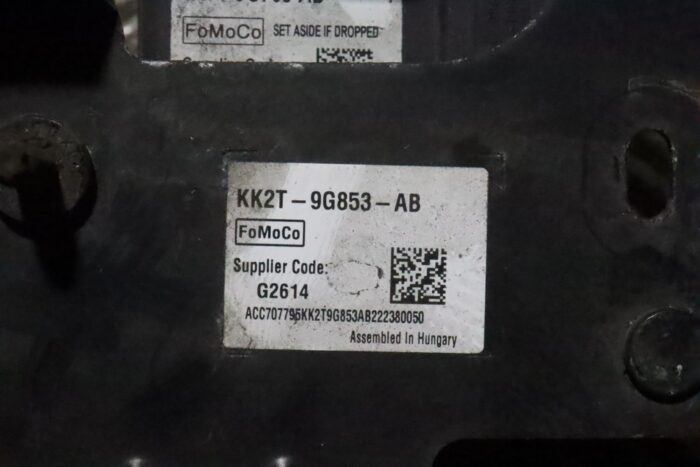 FoMoCo SET ASIDE IF DROPPED
KK2T-9G853-AB
FoMoCo
Supplier Code:
G2614
ACC707795KK2T9G853AB222380050
Assembled In Hungary